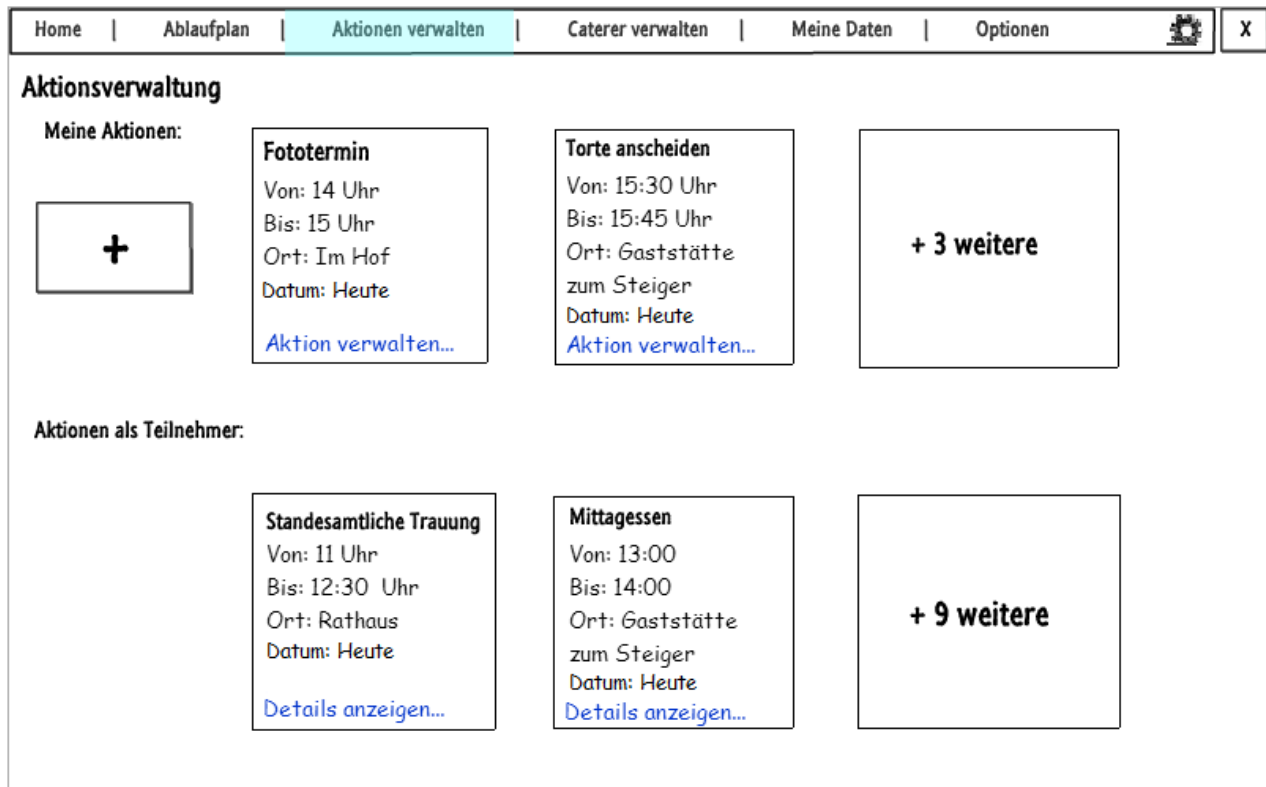 Home | Ablaufplan | Aktionen verwalten | Caterer verwalten | Meine Daten | Optionen X
Aktionsverwaltung
Meine Aktionen:
+
Fototermin
Von: 14 Uhr
Bis: 15 Uhr
Ort: Im Hof
Datum: Heute
Aktion verwalten...
Torte anscheiden
Von: 15:30 Uhr
Bis: 15:45 Uhr
Ort: Gaststätte
zum Steiger
Datum: Heute
Aktion verwalten...
+ 3 weitere
Aktionen als Teilnehmer:
Standesamtliche Trauung
Von: 11 Uhr
Bis: 12:30 Uhr
Ort: Rathaus
Datum: Heute
Details anzeigen...
Mittagessen
Von: 13:00
Bis: 14:00
Ort: Gaststätte
zum Steiger
Datum: Heute
Details anzeigen...
+ 9 weitere